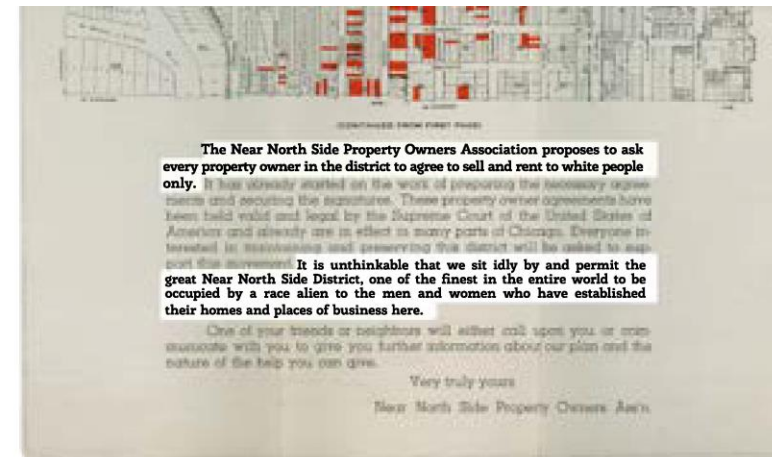 (CONTINUED FROM FIRST PAGE)
The Near North Side Property Owners Association proposes to ask
every property owner in the district to agree to sell and rent to white people
only. It has already started on the work of preparing the necessary agree-
ments and securing the signatures. These property owner agreements have
been held valid and legal by the Supreme Court of the United States of
America and already are in effect in many parts of Chicago. Everyone in-
terested in maintaining and preserving this district will be asked to sup-
port this movement. It is unthinkable that we sit idly by and permit the
great Near North Side District, one of the finest in the entire world to be
occupied by a race alien to the men and women who have established
their homes and places of business here.
One of your friends or neighbors will either call upon you or com-
municate with you to give you further information about our plan and the
nature of the help you can give.
Very truly yours
Near North Side Property Owners Ass'n.